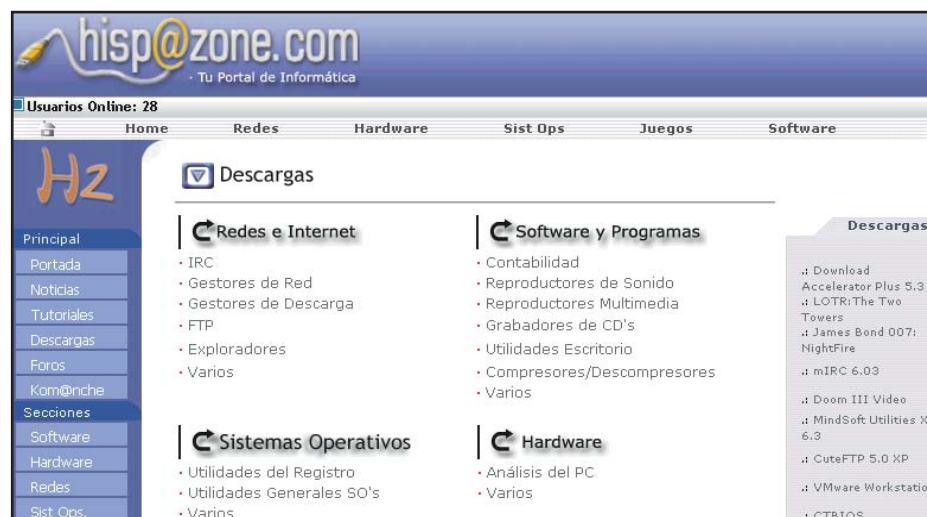 hisp@zone.com
· Tu Portal de Informática
Usuarios Online: 28
Home Redes Hardware Sist Ops Juegos Software
Hz
Descargas
Principal
Portada
Noticias
Tutoriales
Descargas
Foros
Kom@nche
Secciones
Software
Hardware
Redes
Sist Ops.
Redes e Internet
· IRC
· Gestores de Red
· Gestores de Descarga
· FTP
· Exploradores
· Varios
Software y Programas
· Contabilidad
· Reproductores de Sonido
· Reproductores Multimedia
· Grabadores de CD's
· Utilidades Escritorio
· Compresores/Descompresores
· Varios
Sistemas Operativos
· Utilidades del Registro
· Utilidades Generales SO's
· Varios
Hardware
· Análisis del PC
· Varios
Descargas
.: Download
Accelerator Plus 5.3
.: LOTR:The Two
Towers
.: James Bond 007:
NightFire
.: mIRC 6.03
.: Doom III Video
.: MindSoft Utilities X
6.3
.: CuteFTP 5.0 XP
.: VMware Workstatio
.: CTBIOS